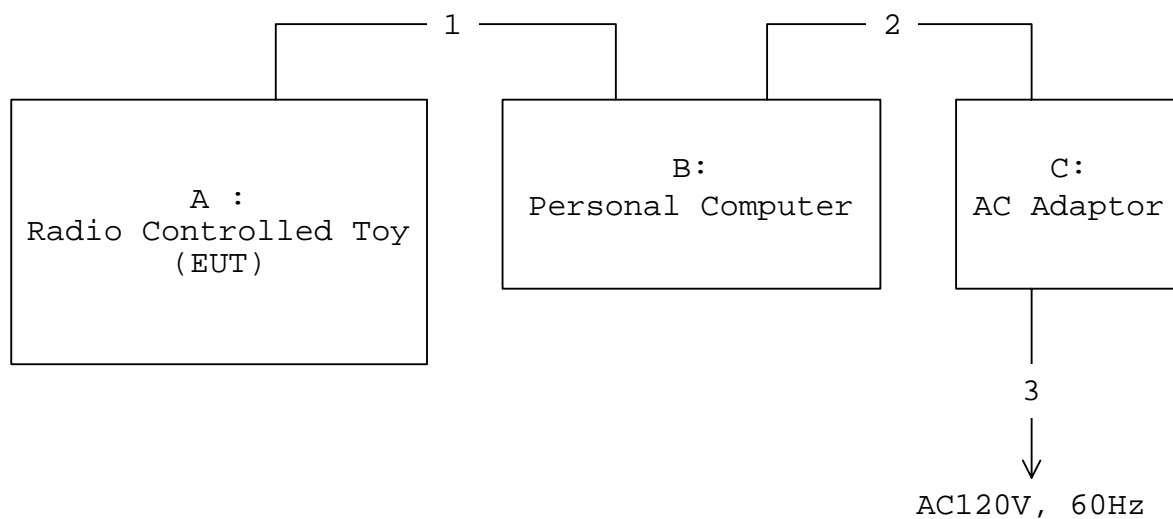 1
2
A :
Radio Controlled Toy
(EUT)
B:
Personal Computer
C:
AC Adaptor
3
AC120V, 60Hz